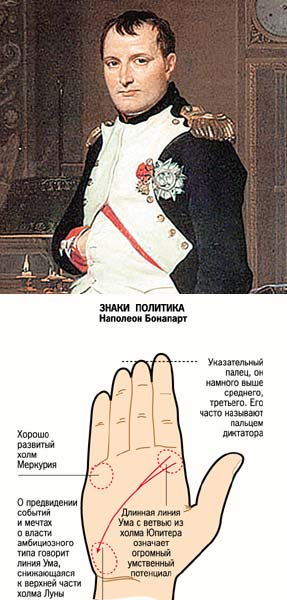 ЗНАКИ ПОЛИТИКА
Наполеон Бонапарт
Указательный
палец, он
намного выше
среднего,
третьего. Его
часто называют
пальцем
диктатора
Хорошо
развитый
холм
Меркурия
О предвидении
событий
и мечтах
о власти
амбициозного
типа говорит
линия Ума,
снижающаяся
к верхней части
холма Луны
Длинная линия
Ума с ветвью из
холма Юпитера
означает
огромный
умственный
потенциал